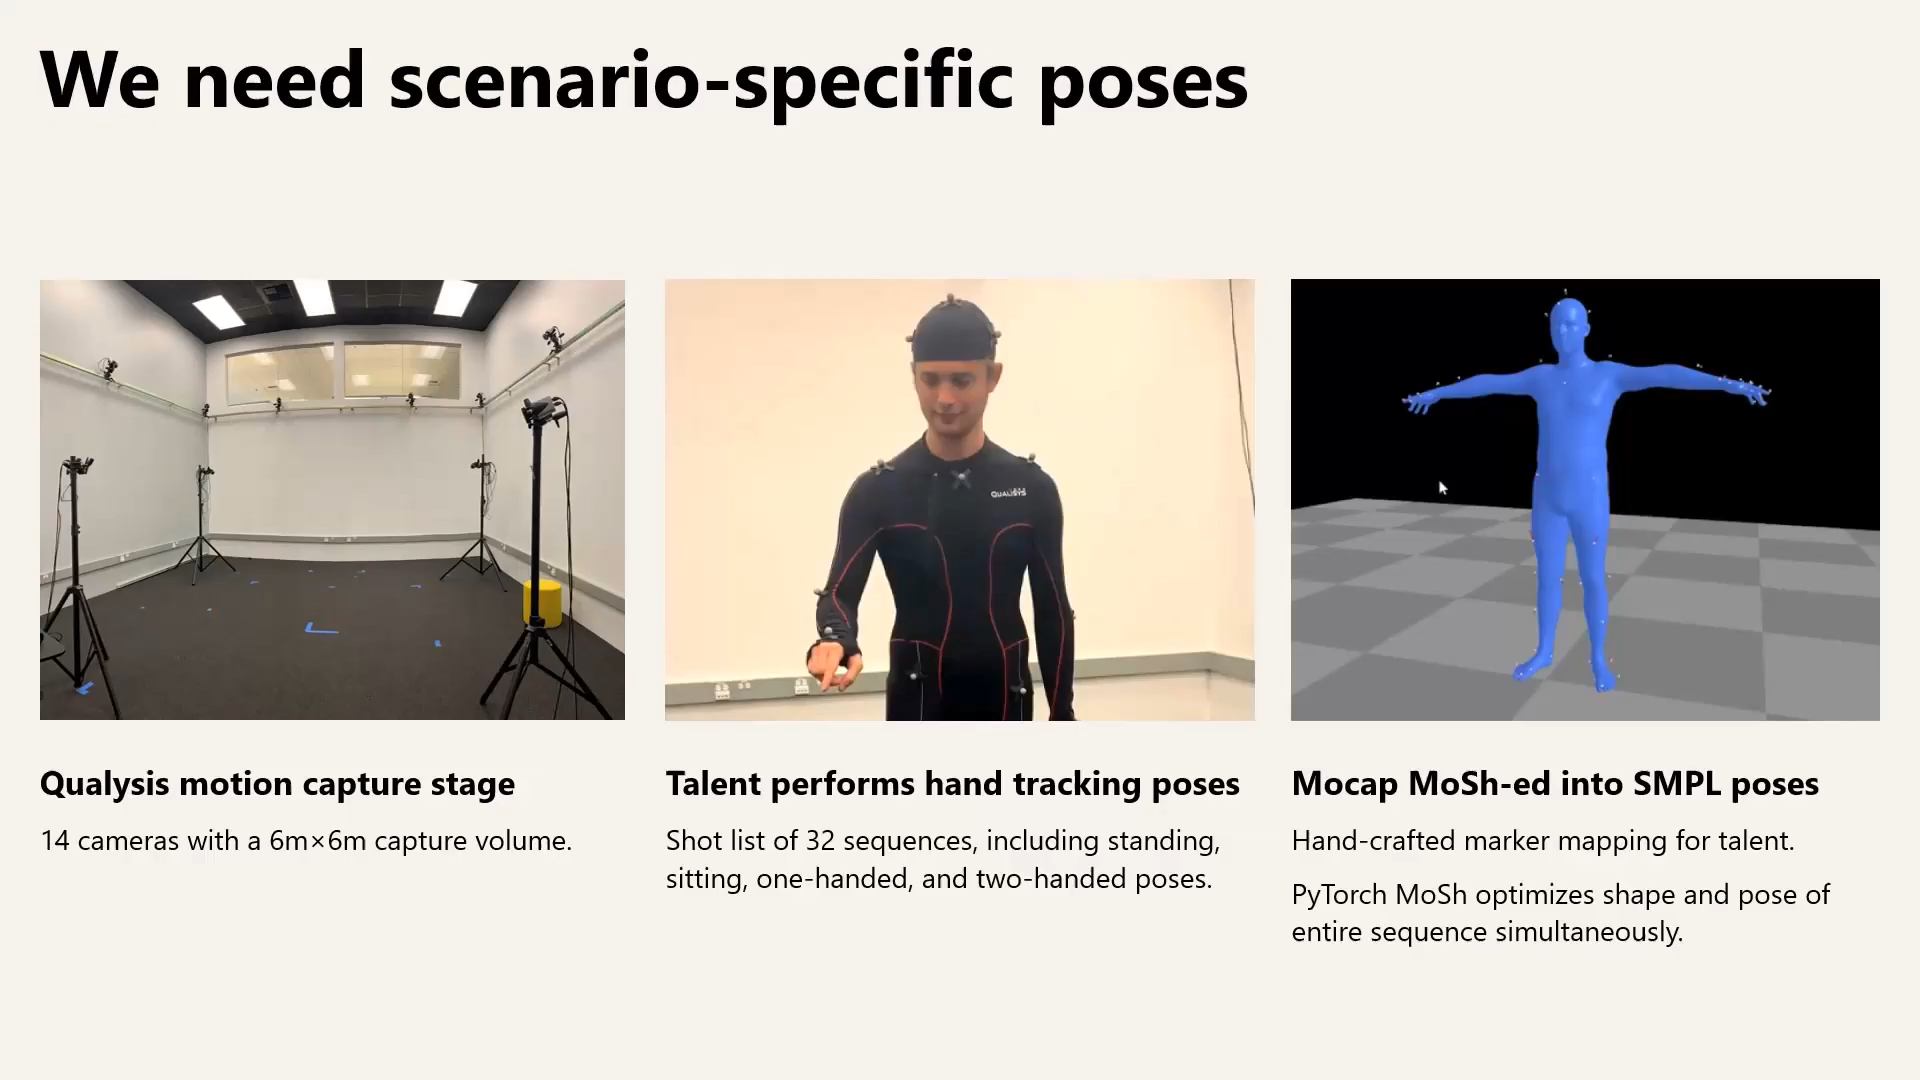 We need scenario-specific poses
QUALISYS
Qualysis motion capture stage
14 cameras with a 6m×6m capture volume.
Talent performs hand tracking poses
Shot list of 32 sequences, including standing,
sitting, one-handed, and two-handed poses.
Mocap MoSh-ed into SMPL poses
Hand-crafted marker mapping for talent.
PyTorch MoSh optimizes shape and pose of
entire sequence simultaneously.